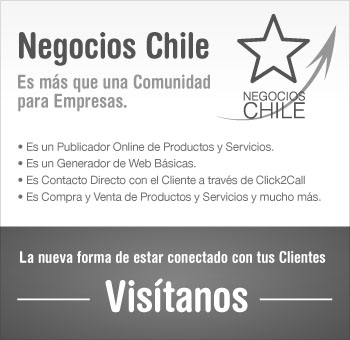 Negocios Chile
Es más que una Comunidad
para Empresas.
NEGOCIOS
CHILE
• Es un Publicador Online de Productos y Servicios.
• Es un Generador de Web Básicas.
• Es Contacto Directo con el Cliente a través de Click2Call
• Es Compra y Venta de Productos y Servicios y mucho más.
La nueva forma de estar conectado con tus Clientes
Visítanos